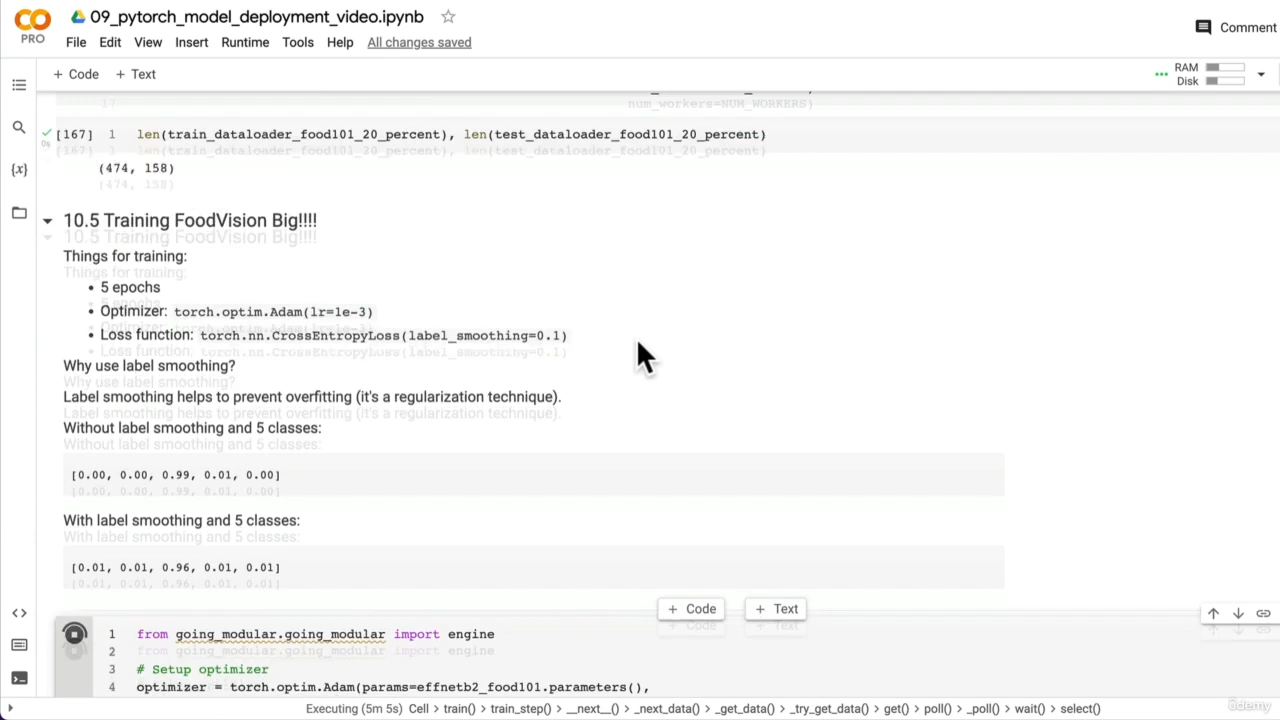 09_pytorch_model_deployment_video.ipynb
PRO
File Edit View Insert Runtime Tools Help All changes saved
Comment
+ Code + Text
RAM
Disk
17 num_workers=NUM_WORKERS)
[167] 1 len(train_dataloader_food101_20_percent), len(test_dataloader_food101_20_percent)
(474, 158)
10.5 Training FoodVision Big!!!!
Things for training:
• 5 epochs
• Optimizer: torch.optim.Adam(lr=1e-3)
• Loss function: torch.nn.CrossEntropyLoss(label_smoothing=0.1)
Why use label smoothing?
Label smoothing helps to prevent overfitting (it's a regularization technique).
Without label smoothing and 5 classes:
[0.00, 0.00, 0.99, 0.01, 0.00]
With label smoothing and 5 classes:
[0.01, 0.01, 0.96, 0.01, 0.01]
+ Code + Text
1 from going_modular.going_modular import engine
2
3 # Setup optimizer
4 optimizer = torch.optim.Adam(params=effnetb2_food101.parameters(),
Executing (5m 5s) Cell > train() > train_step() > __next__() > _next_data() > _get_data() > _try_get_data() > get() > poll() > _poll() > wait() > select()
ûdemy